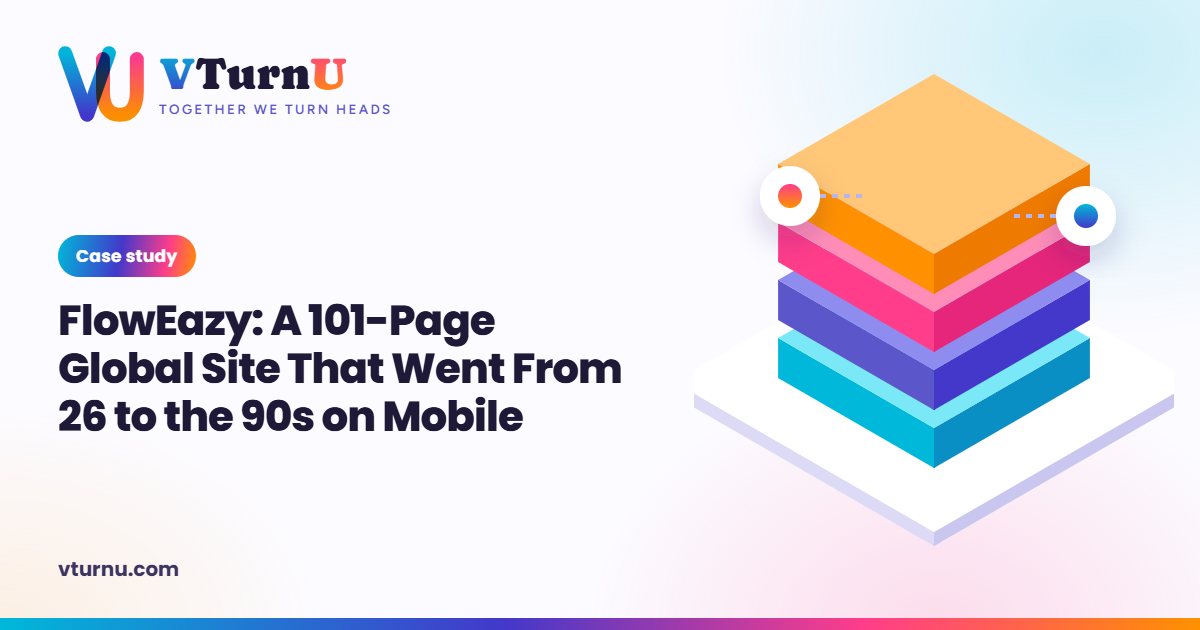 VU VTurnU
TOGETHER WE TURN HEADS
Case study
FlowEazy: A 101-Page
Global Site That Went From
26 to the 90s on Mobile
vturnu.com